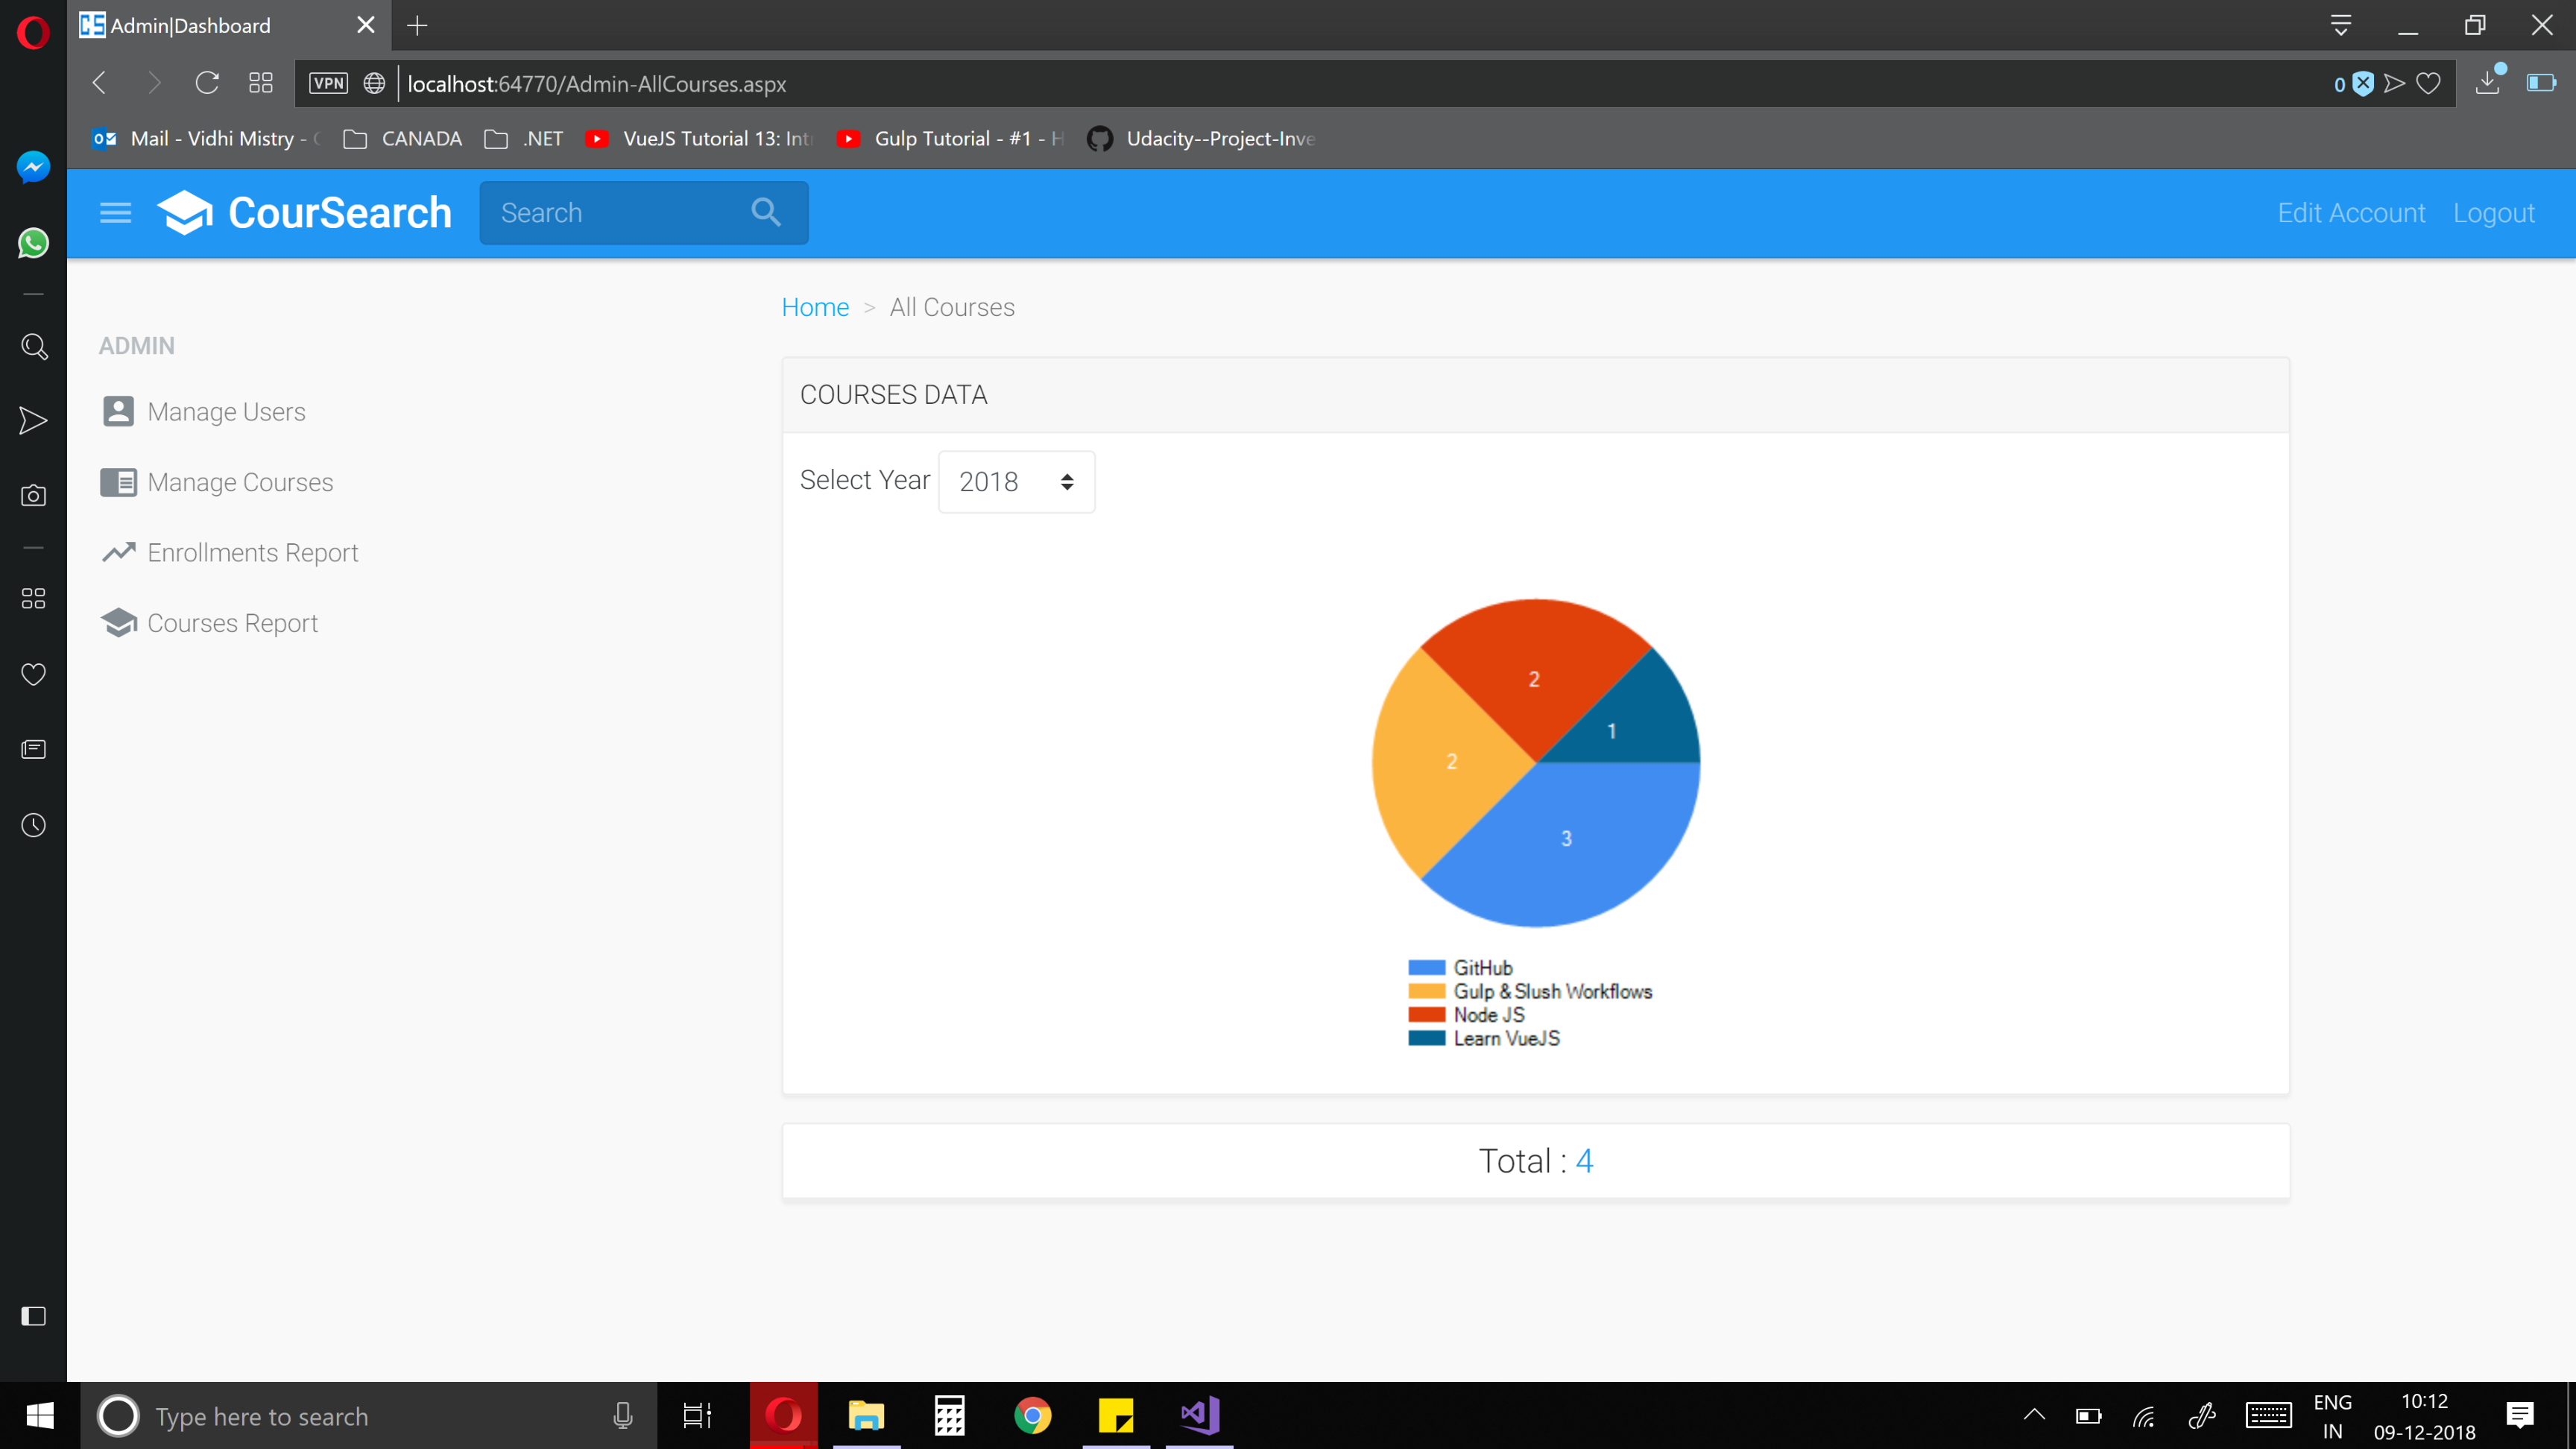 CS Admin|Dashboard
VPN localhost:64770/Admin-AllCourses.aspx 0
Mail - Vidhi Mistry - CANADA .NET VueJS Tutorial 13: Int Gulp Tutorial - #1 - H Udacity--Project-Inve
CourSearch Search Edit Account Logout
Home > All Courses
ADMIN
Manage Users
Manage Courses
Enrollments Report
Courses Report
COURSES DATA
Select Year 2018
2
1
2
3
GitHub
Gulp & Slush Workflows
Node JS
Learn VueJS
Total : 4
Type here to search
ENG
IN
10:12
09-12-2018